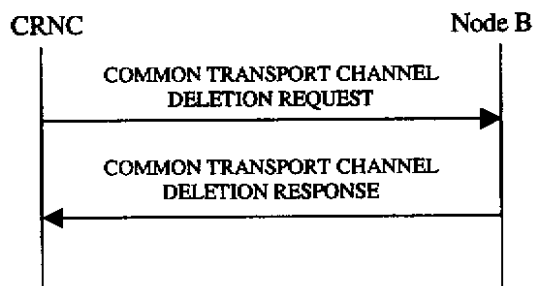 CRNC
Node B
COMMON TRANSPORT CHANNEL
DELETION REQUEST
COMMON TRANSPORT CHANNEL
DELETION RESPONSE